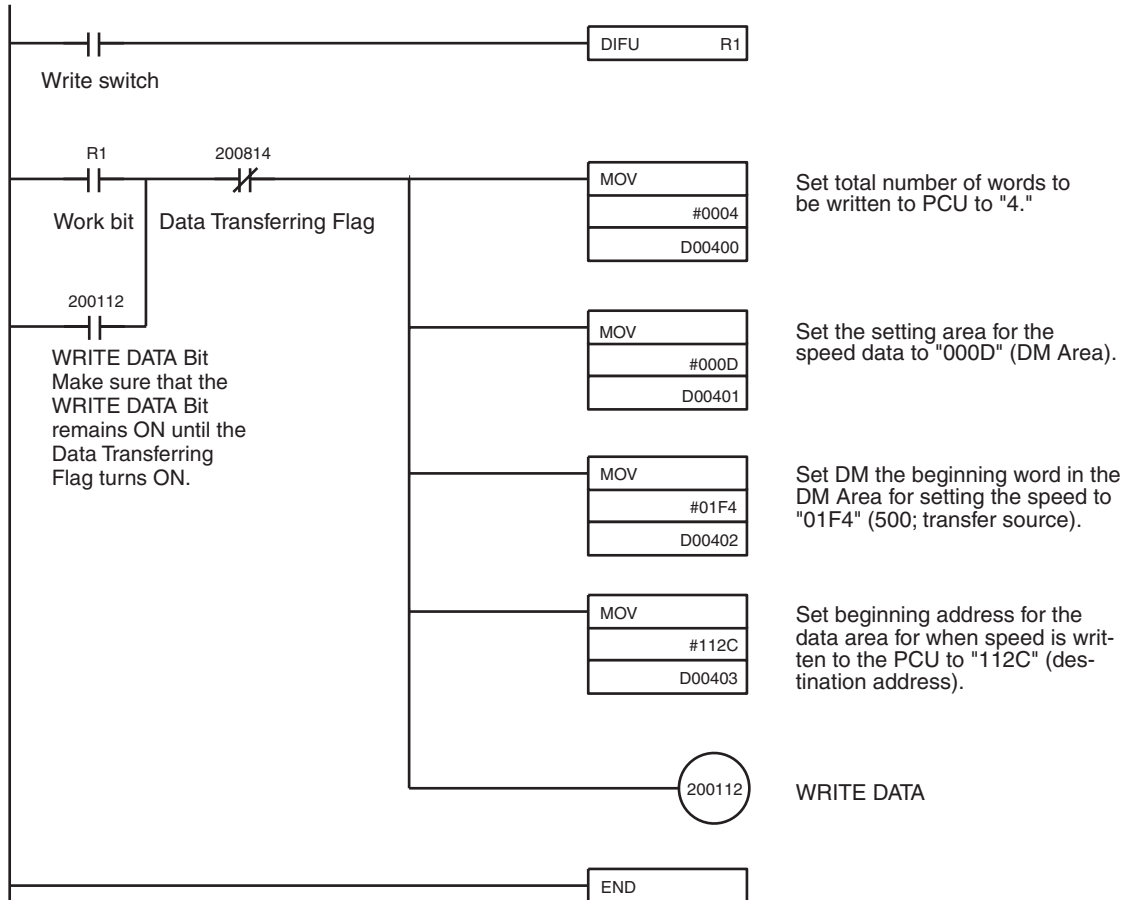 DIFU R1
Write switch
R1 200814
MOV
#0004
D00400
Set total number of words to
be written to PCU to "4."
Work bit Data Transferring Flag
200112
WRITE DATA Bit
Make sure that the
WRITE DATA Bit
remains ON until the
Data Transferring
Flag turns ON.
MOV
#000D
D00401
Set the setting area for the
speed data to "000D" (DM Area).
MOV
#01F4
D00402
Set DM the beginning word in the
DM Area for setting the speed to
"01F4" (500; transfer source).
MOV
#112C
D00403
Set beginning address for the
data area for when speed is writ-
ten to the PCU to "112C" (des-
tination address).
200112 WRITE DATA
END